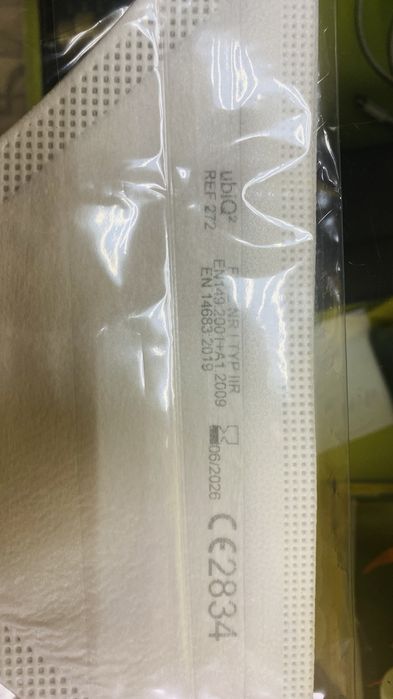 ubiQ²
REF 272
NR | TYP IIR
EN149:2001+A1:2009
EN 14683:2019
06/2026
CE2834